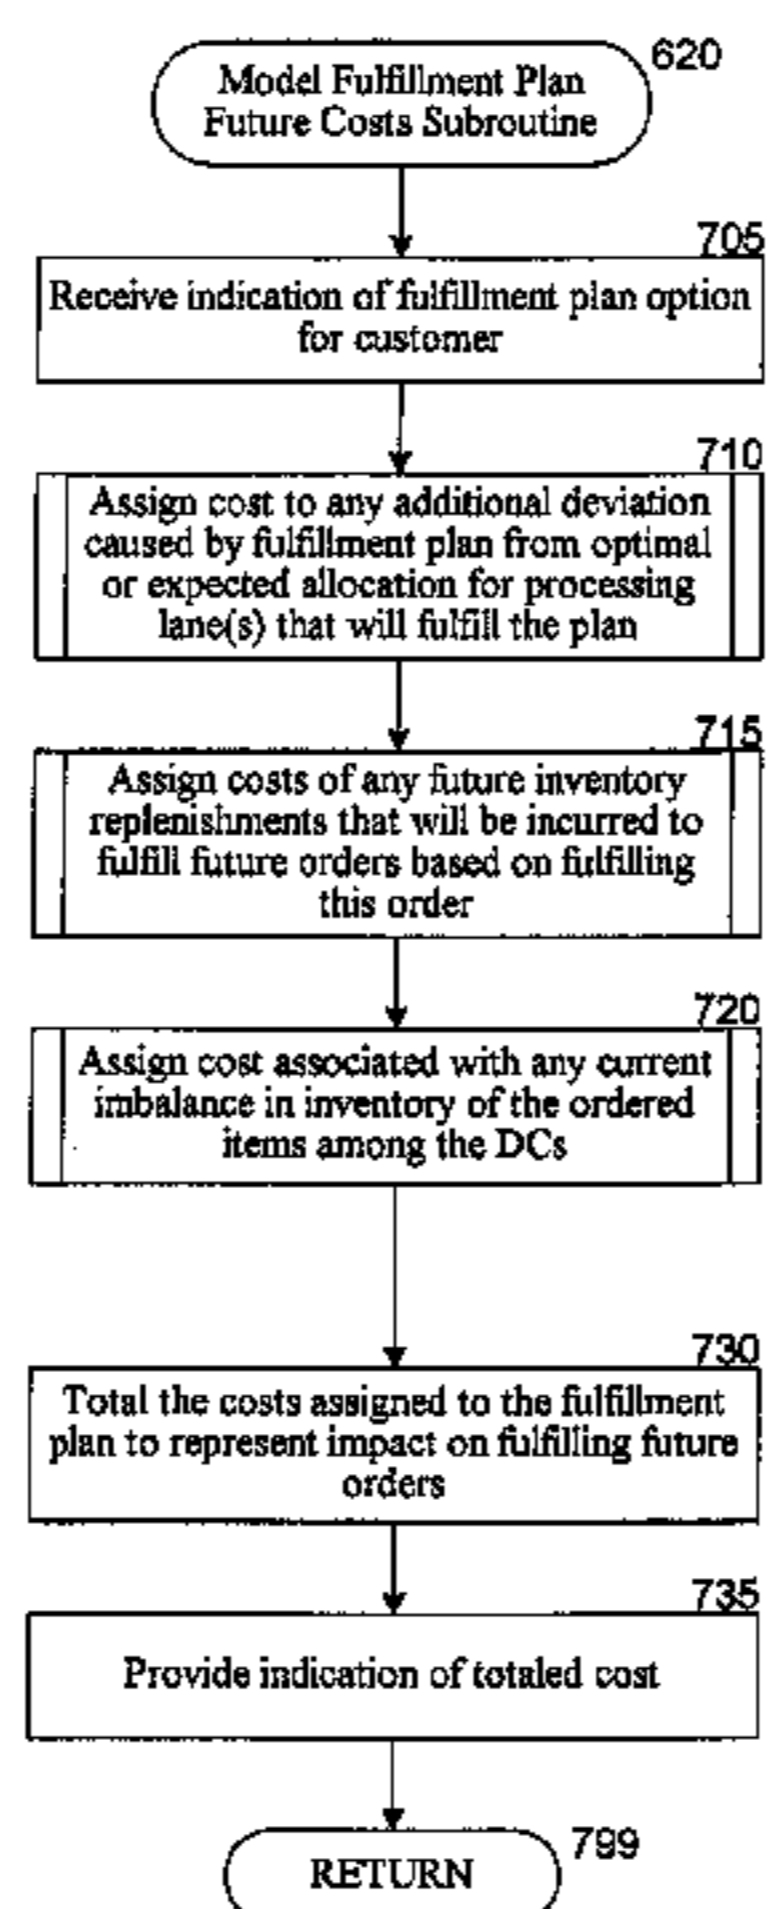 620
Model Fulfillment Plan
Future Costs Subroutine
705
Receive indication of fulfillment plan option
for customer
710
Assign cost to any additional deviation
caused by fulfillment plan from optimal
or expected allocation for processing
lane(s) that will fulfill the plan
715
Assign costs of any future inventory
replenishments that will be incurred to
fulfill future orders based on fulfilling
this order
720
Assign cost associated with any current
imbalance in inventory of the ordered
items among the DCs
730
Total the costs assigned to the fulfillment
plan to represent impact on fulfilling future
orders
735
Provide indication of totaled cost
799
RETURN